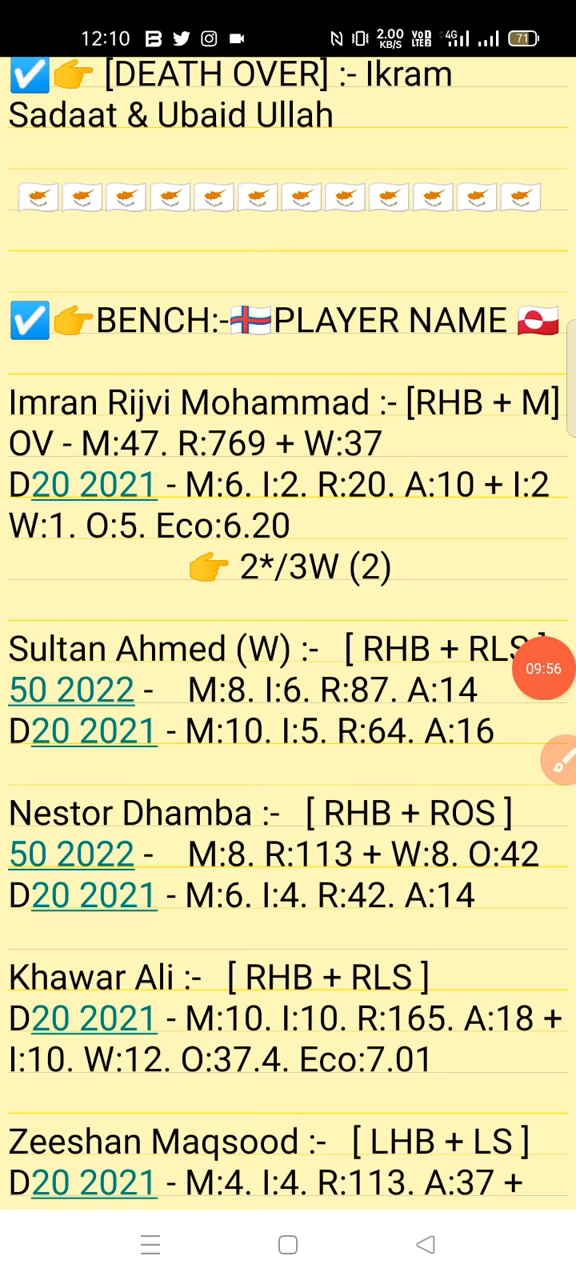 12:10 2.00 KB/S VoD LTE2 4G 71
✅👉 [DEATH OVER] :- Ikram
Sadaat & Ubaid Ullah
🇨🇾🇨🇾🇨🇾🇨🇾🇨🇾🇨🇾🇨🇾🇨🇾🇨🇾🇨🇾🇨🇾🇨🇾
☑️👉BENCH:-🇫🇴PLAYER NAME 🇬🇱
Imran Rijvi Mohammad :- [RHB + M]
OV - M:47. R:769 + W:37
D20 2021 - M:6. I:2. R:20. A:10 + I:2
W:1. O:5. Eco:6.20
👉 2*/3W (2)
Sultan Ahmed (W) :- [ RHB + RLS ]
09:56
50 2022 - M:8. I:6. R:87. A:14
D20 2021 - M:10. I:5. R:64. A:16
Nestor Dhamba :- [ RHB + ROS ]
50 2022 - M:8. R:113 + W:8. O:42
D20 2021 - M:6. I:4. R:42. A:14
Khawar Ali :- [ RHB + RLS ]
D20 2021 - M:10. I:10. R:165. A:18 +
I:10. W:12. O:37.4. Eco:7.01
Zeeshan Maqsood :- [ LHB + LS ]
D20 2021 - M:4. I:4. R:113. A:37 +